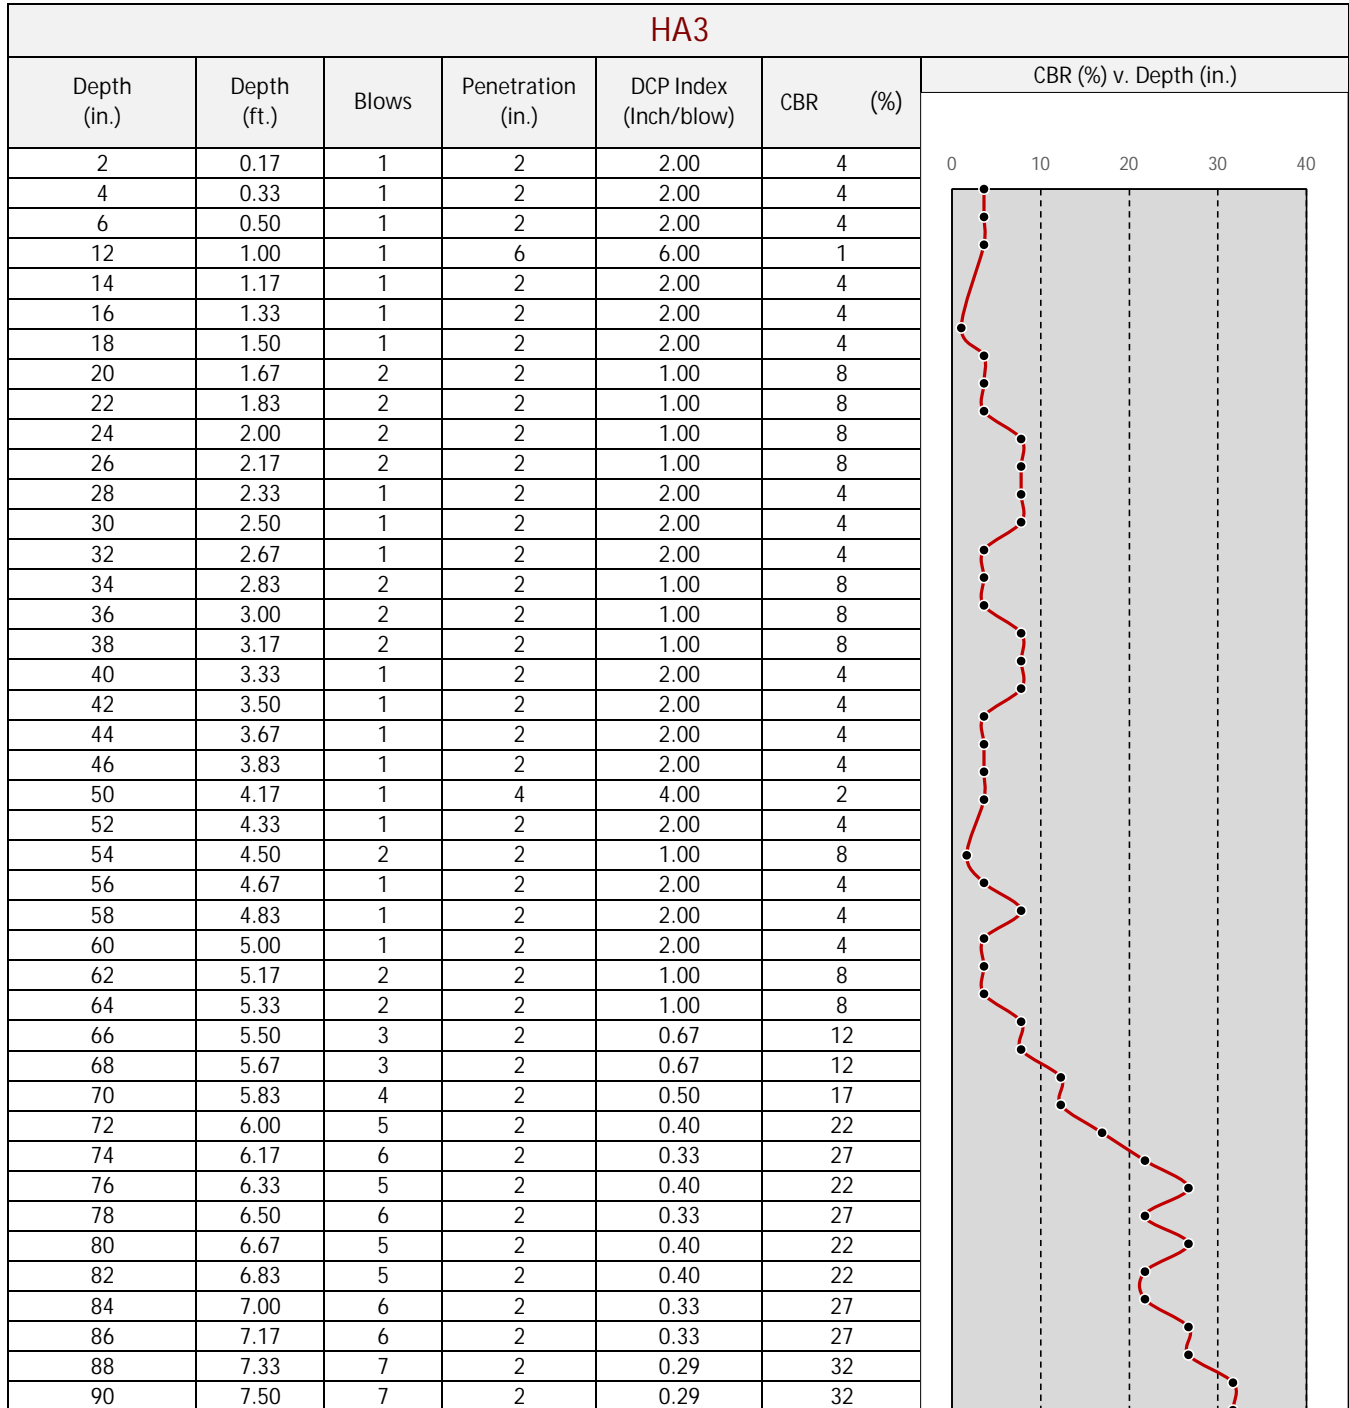 HA3
Depth (in.) Depth (ft.) Blows Penetration (in.) DCP Index (Inch/blow) CBR (%) CBR (%) v. Depth (in.)
0 10 20 30 40
2 0.17 1 2 2.00 4
4 0.33 1 2 2.00 4
6 0.50 1 2 2.00 4
12 1.00 1 6 6.00 1
14 1.17 1 2 2.00 4
16 1.33 1 2 2.00 4
18 1.50 1 2 2.00 4
20 1.67 2 2 1.00 8
22 1.83 2 2 1.00 8
24 2.00 2 2 1.00 8
26 2.17 2 2 1.00 8
28 2.33 1 2 2.00 4
30 2.50 1 2 2.00 4
32 2.67 1 2 2.00 4
34 2.83 2 2 1.00 8
36 3.00 2 2 1.00 8
38 3.17 2 2 1.00 8
40 3.33 1 2 2.00 4
42 3.50 1 2 2.00 4
44 3.67 1 2 2.00 4
46 3.83 1 2 2.00 4
50 4.17 1 4 4.00 2
52 4.33 1 2 2.00 4
54 4.50 2 2 1.00 8
56 4.67 1 2 2.00 4
58 4.83 1 2 2.00 4
60 5.00 1 2 2.00 4
62 5.17 2 2 1.00 8
64 5.33 2 2 1.00 8
66 5.50 3 2 0.67 12
68 5.67 3 2 0.67 12
70 5.83 4 2 0.50 17
72 6.00 5 2 0.40 22
74 6.17 6 2 0.33 27
76 6.33 5 2 0.40 22
78 6.50 6 2 0.33 27
80 6.67 5 2 0.40 22
82 6.83 5 2 0.40 22
84 7.00 6 2 0.33 27
86 7.17 6 2 0.33 27
88 7.33 7 2 0.29 32
90 7.50 7 2 0.29 32